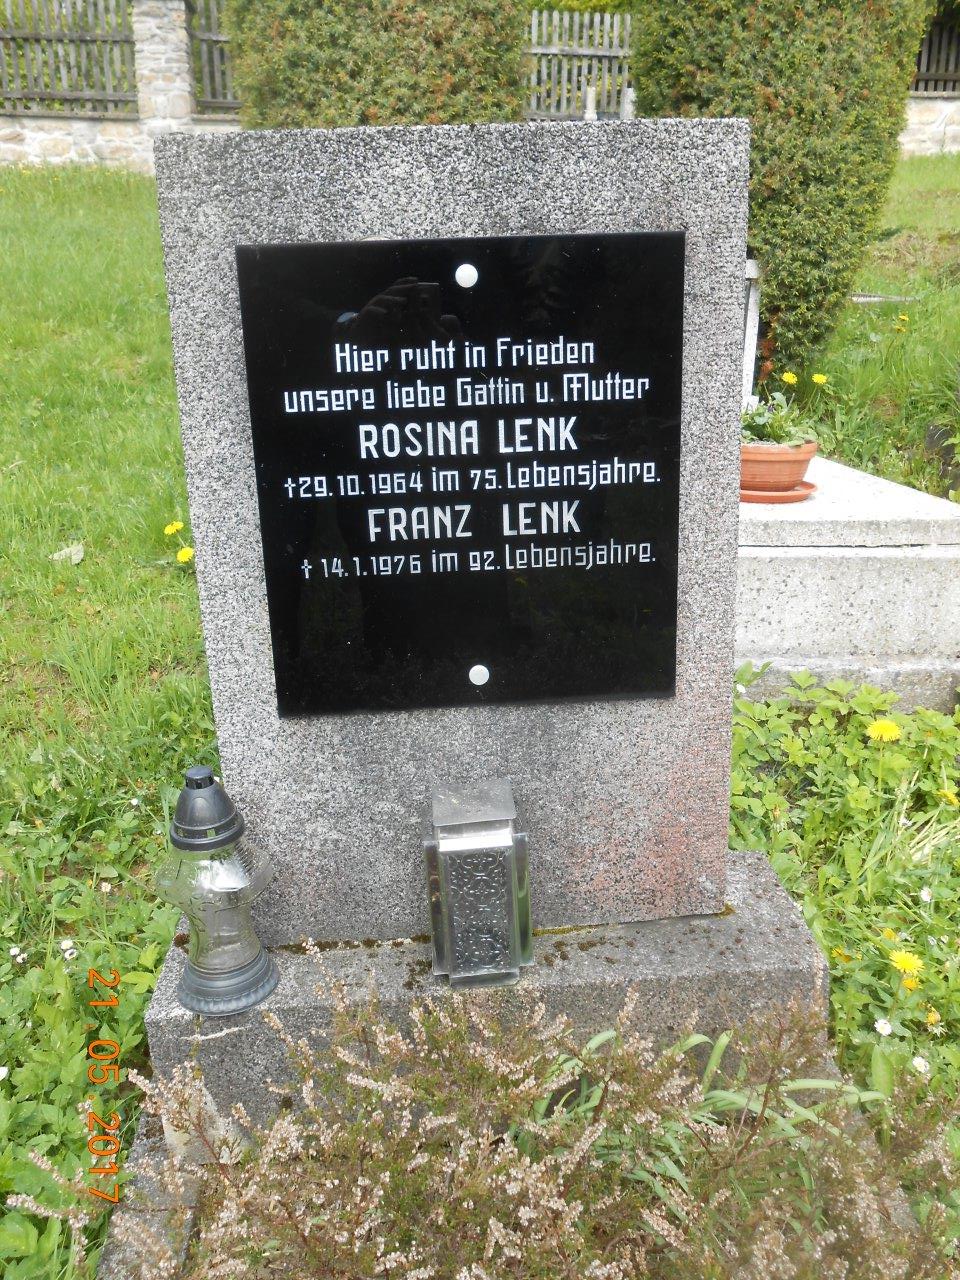 Hier ruht in Frieden
unsere liebe Gattin u. Mutter
ROSINA LENK
†29.10.1964 im 75.Lebensjahre.
FRANZ LENK
† 14.1.1976 im 92.Lebensjahre.
21.05.2017